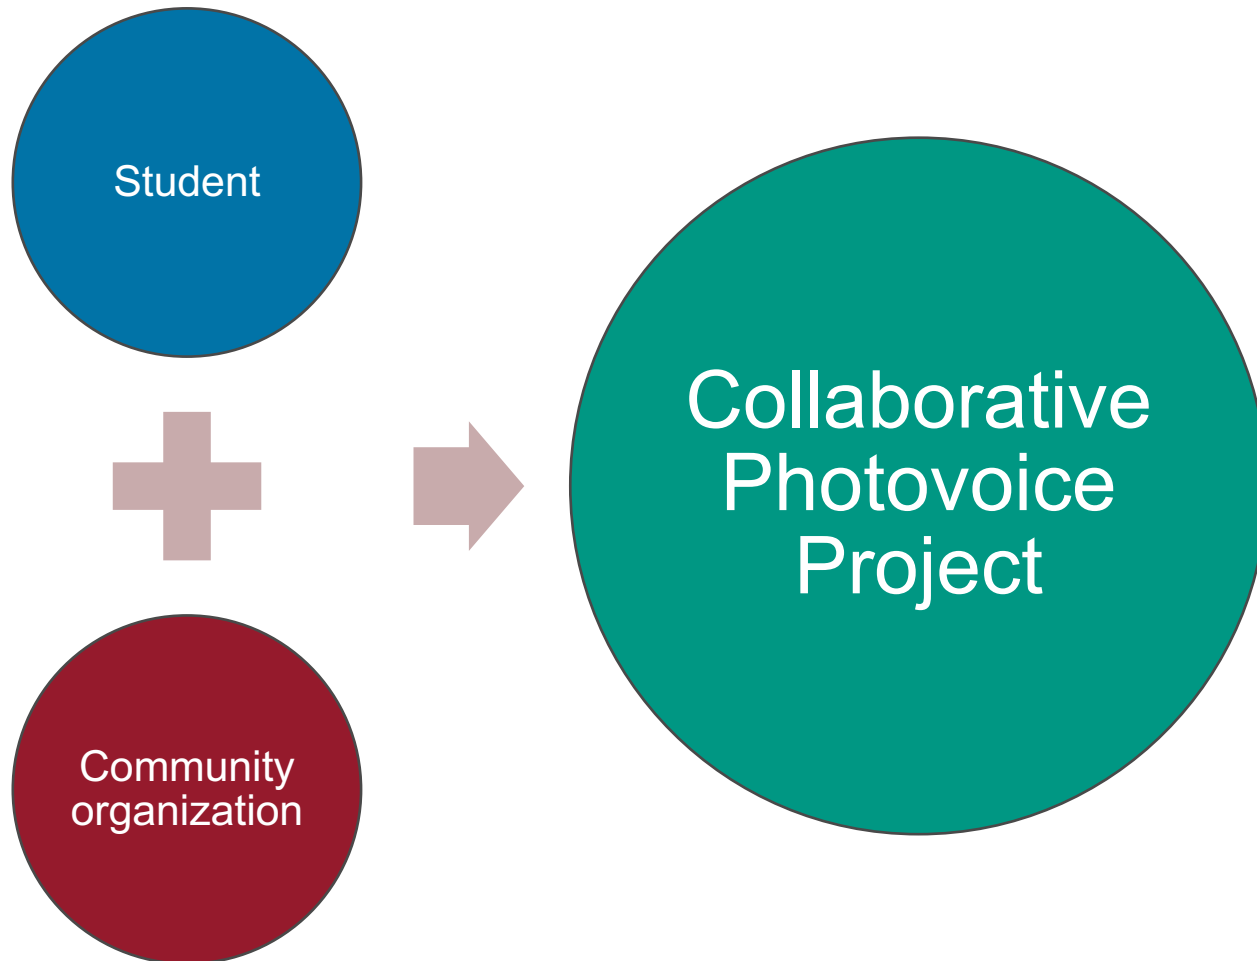 Student
Community
organization
Collaborative
Photovoice
Project